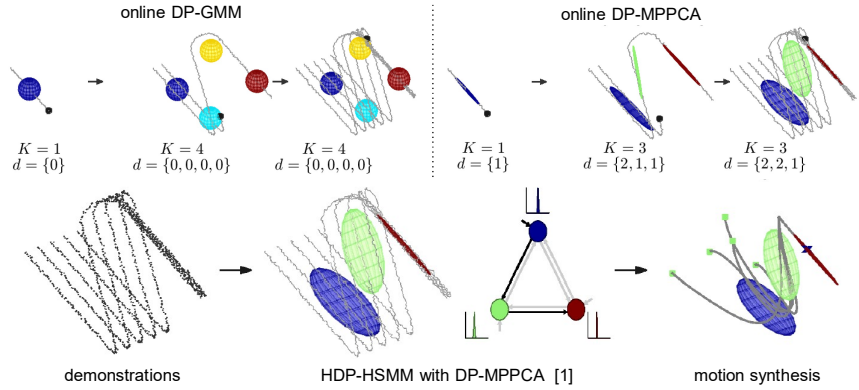 online DP-GMM
online DP-MPPCA
K = 1
d = {0}
K = 4
d = {0, 0, 0, 0}
K = 4
d = {0, 0, 0, 0}
K = 1
d = {1}
K = 3
d = {2, 1, 1}
K = 3
d = {2, 2, 1}
demonstrations
HDP-HSMM with DP-MPPCA [1]
motion synthesis